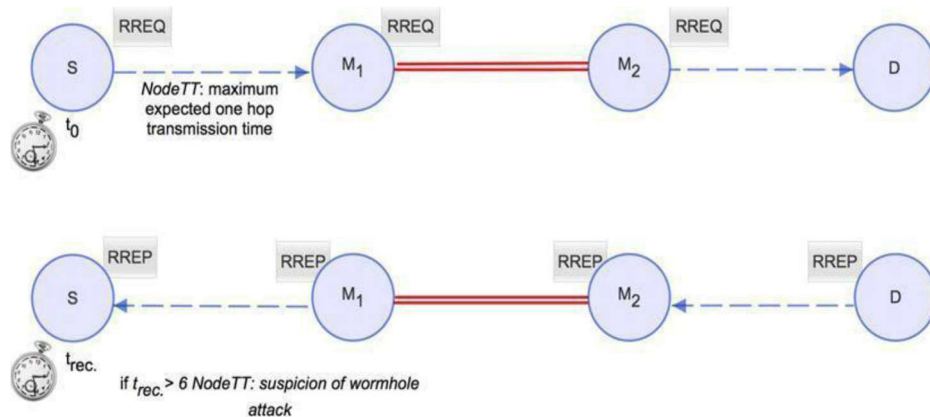 RREQ
RREQ
RREQ
S
M1
M2
D
NodeTT: maximum
expected one hop
transmission time
t0
RREP
RREP
RREP
RREP
S
M1
M2
D
trec.
if trec.> 6 NodeTT: suspicion of wormhole
attack